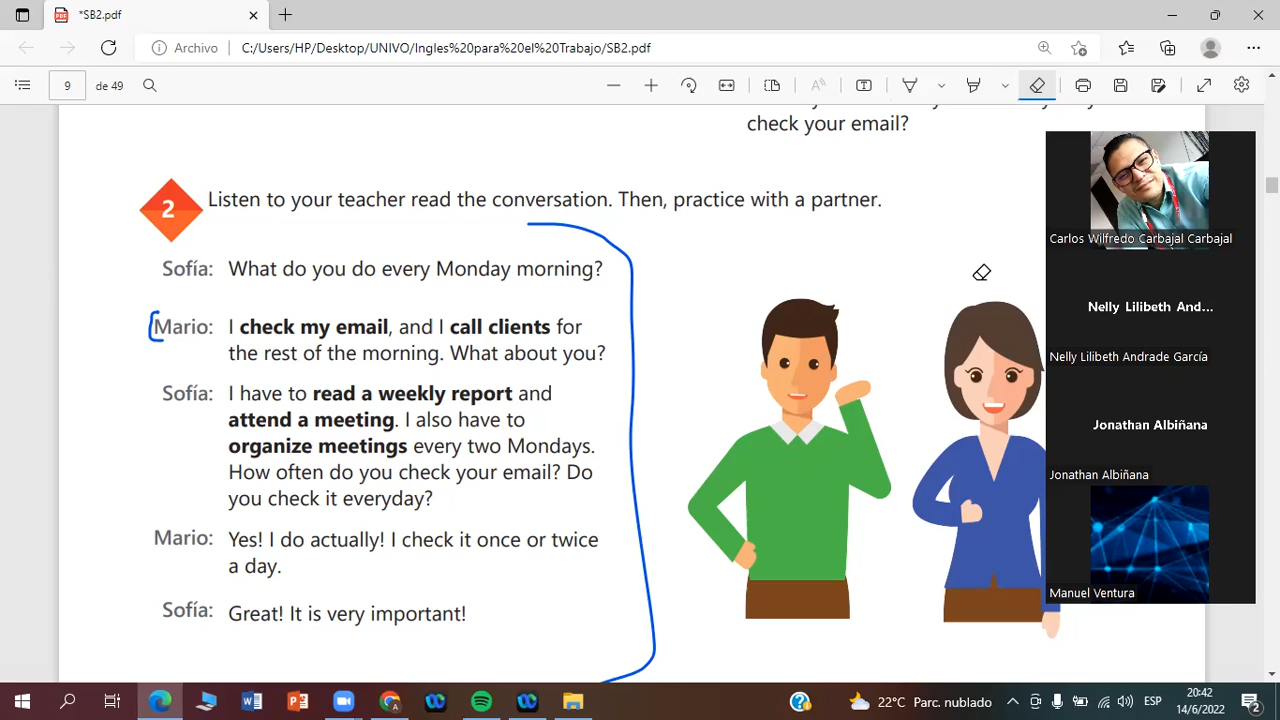 *SB2.pdf
Archivo
C:/Users/HP/Desktop/UNIVO/Ingles%20para%20el%20Trabajo/SB2.pdf
9 de 49
check your email?
2 Listen to your teacher read the conversation. Then, practice with a partner.
Sofía: What do you do every Monday morning?
Mario: I check my email, and I call clients for
the rest of the morning. What about you?
Sofía: I have to read a weekly report and
attend a meeting. I also have to
organize meetings every two Mondays.
How often do you check your email? Do
you check it everyday?
Mario: Yes! I do actually! I check it once or twice
a day.
Sofía: Great! It is very important!
Carlos Wilfredo Carbajal Carbajal
Nelly Lilibeth And...
Nelly Lilibeth Andrade García
Jonathan Albiñana
Jonathan Albiñana
Manuel Ventura
22°C Parc. nublado
ESP
20:42
14/6/2022
2